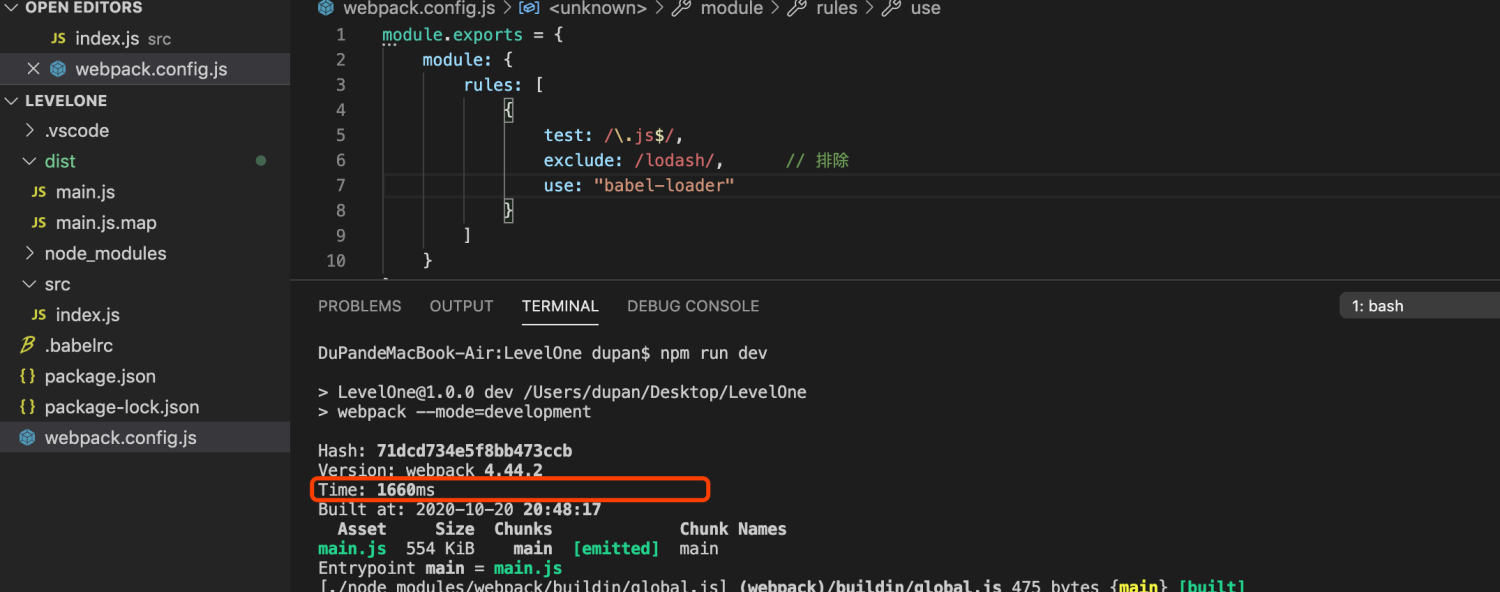 OPEN EDITORS
JS index.js src
webpack.config.js
LEVELONE
.vscode
dist
JS main.js
JS main.js.map
node_modules
src
JS index.js
.babelrc
{} package.json
{} package-lock.json
webpack.config.js
webpack.config.js > <unknown> > module > rules > use
1 module.exports = {
2 module: {
3 rules: [
4 {
5 test: /\.js$/,
6 exclude: /lodash/, // 排除
7 use: "babel-loader"
8 }
9 ]
10 }
PROBLEMS OUTPUT TERMINAL DEBUG CONSOLE 1: bash
DuPandeMacBook-Air:LevelOne dupan$ npm run dev
> LevelOne@1.0.0 dev /Users/dupan/Desktop/LevelOne
> webpack --mode=development
Hash: 71dcd734e5f8bb473ccb
Version: webpack 4.44.2
Time: 1660ms
Built at: 2020-10-20 20:48:17
Asset Size Chunks Chunk Names
main.js 554 KiB main [emitted] main
Entrypoint main = main.js
[./node_modules/webpack/buildin/global.js] (webpack)/buildin/global.js 475 bytes {main} [built]